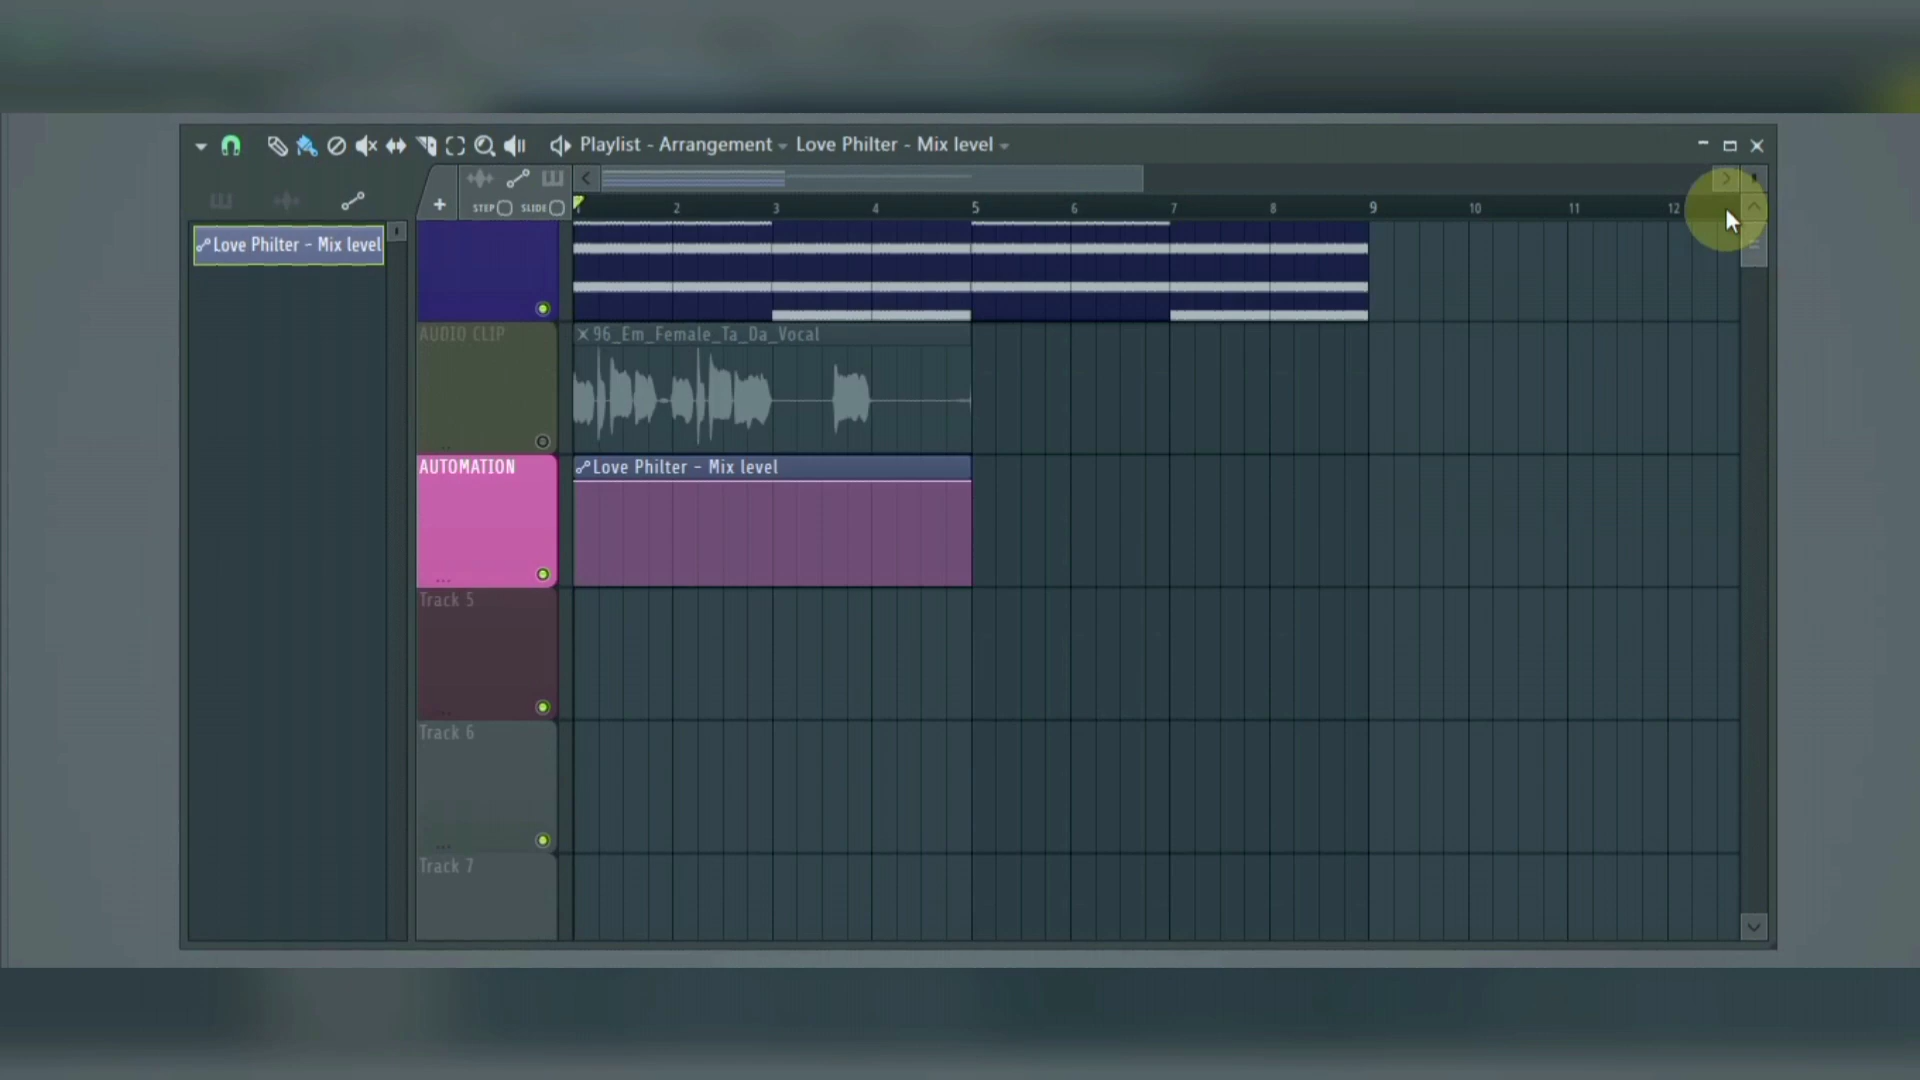 Playlist - Arrangement Love Philter - Mix level
STEP SLIDE
2 3 4 5 6 7 8 9 10 11 12
Love Philter - Mix level
AUDIO CLIP
96_Em_Female_Ta_Da_Vocal
AUTOMATION
Love Philter - Mix level
Track 5
Track 6
Track 7